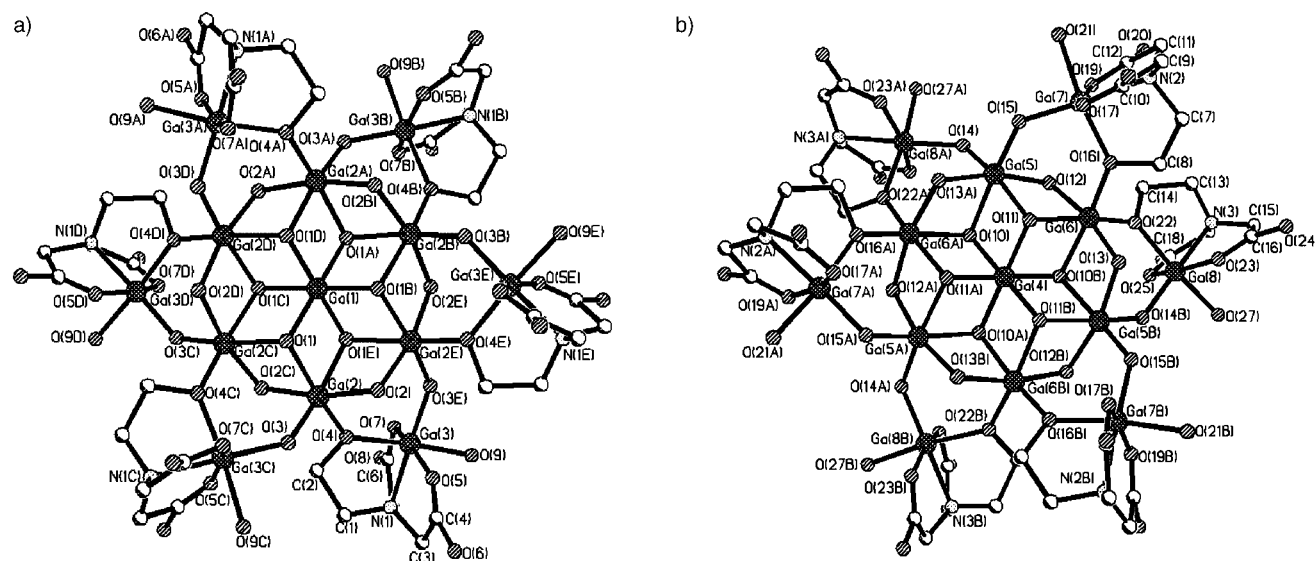 a)
O(6A)
N(1A)
O(5A)
O(9A)
Ga(3A)
O(7A)
O(4A)
O(3A)
O(9B)
O(5B)
Ga(3B)
N(1B)
O(7B)
O(3D)
O(2A)
Ga(2A)
O(2B)
O(4B)
N(1D)
O(4D)
Ga(2D)
O(1D)
O(1A)
Ga(2B)
O(3B)
O(9E)
O(7D)
Ga(3E)
O(5E)
O(5D)
Ga(3D)
O(2D)
O(1C)
Ga(1)
O(1B)
O(2E)
O(9D)
O(3C)
Ga(2C)
O(1)
O(1E)
Ga(2E)
O(4E)
N(1E)
O(2C)
Ga(2)
O(2)
O(4C)
O(3E)
O(7C)
O(3)
O(4)
O(7)
Ga(3)
O(8)
O(9)
N(1C)
Ga(3C)
C(2)
C(6)
O(5)
O(5C)
C(1)
N(1)
C(4)
O(9C)
C(3)
O(6)
b)
O(21)
O(20)
C(12)
C(11)
O(19)
C(9)
O(23A)
O(27A)
Ga(7)
N(2)
C(10)
O(17)
O(15)
C(7)
N(3A)
O(14)
Ga(8A)
Ga(5)
O(16)
C(8)
O(22A)
O(13A)
O(12)
C(13)
C(14)
N(3)
O(11)
Ga(6)
O(22)
C(15)
N(2A)
O(16A)
Ga(6A)
O(10)
C(18)
C(16)
O(24)
O(13)
O(23)
O(17A)
Ga(4)
O(10B)
Ga(8)
O(19A)
Ga(7A)
O(12A)
O(11A)
O(25)
O(11B)
O(14B)
O(27)
O(21A)
O(15A)
Ga(5A)
O(10A)
Ga(5B)
O(12B)
O(13B)
O(15B)
O(14A)
Ga(6B)
O(17B)
O(22B)
Ga(7B)
O(21B)
Ga(8B)
O(16B)
O(27B)
O(19B)
O(23B)
N(2B)
N(3B)